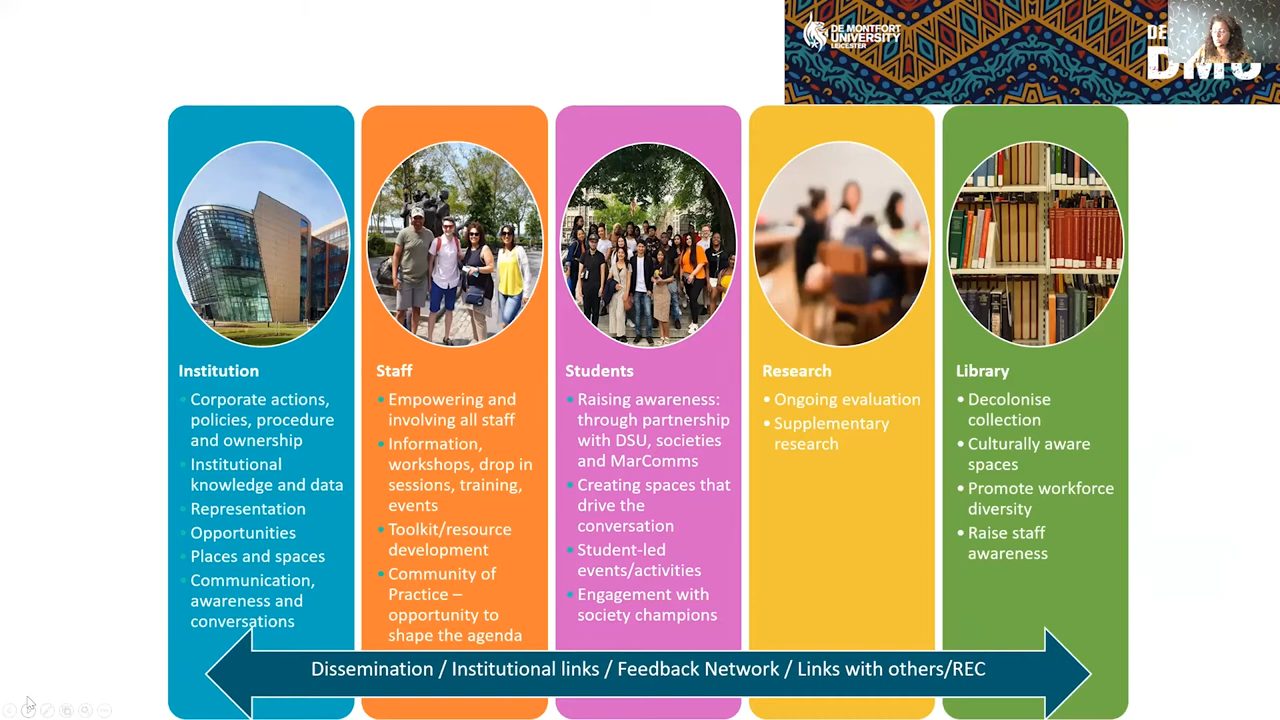 DE MONTFORT
UNIVERSITY
LEICESTER
DE
DMU
Institution
Corporate actions,
policies, procedure
and ownership
Institutional
knowledge and data
Representation
Opportunities
Places and spaces
Communication,
awareness and
conversations
Staff
Empowering and
involving all staff
Information,
workshops, drop in
sessions, training,
events
Toolkit/resource
development
Community of
Practice –
opportunity to
shape the agenda
Students
Raising awareness:
through partnership
with DSU, societies
and MarComms
Creating spaces that
drive the
conversation
Student-led
events/activities
Engagement with
society champions
Research
Ongoing evaluation
Supplementary
research
Library
Decolonise
collection
Culturally aware
spaces
Promote workforce
diversity
Raise staff
awareness
Dissemination / Institutional links / Feedback Network / Links with others/REC